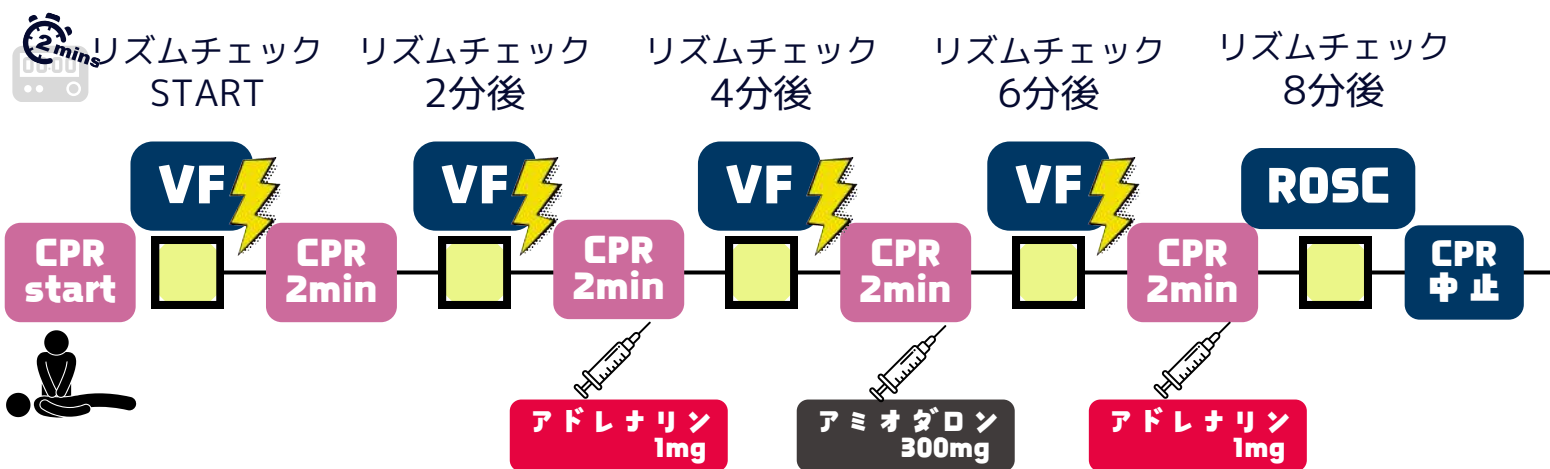 2mins
00:00
リズムチェック
START
リズムチェック
2分後
リズムチェック
4分後
リズムチェック
6分後
リズムチェック
8分後
VF
VF
VF
VF
ROSC
CPR
start
CPR
2min
CPR
2min
CPR
2min
CPR
2min
CPR
中止
アドレナリン
1mg
アミオダロン
300mg
アドレナリン
1mg